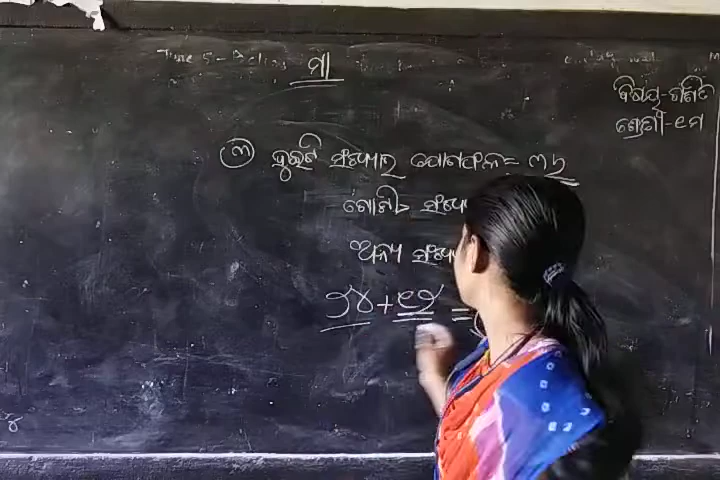 ମା
ବିଷୟ-ଗଣିତ
ଶ୍ରେଣୀ-୧ମ
୩ ଦୁଇଟି ସଂଖ୍ୟାର ଯୋଗଫଳ = ୩୬
ଗୋଟିଏ
ଅନ୍ୟ
୨୪+୧୨ =